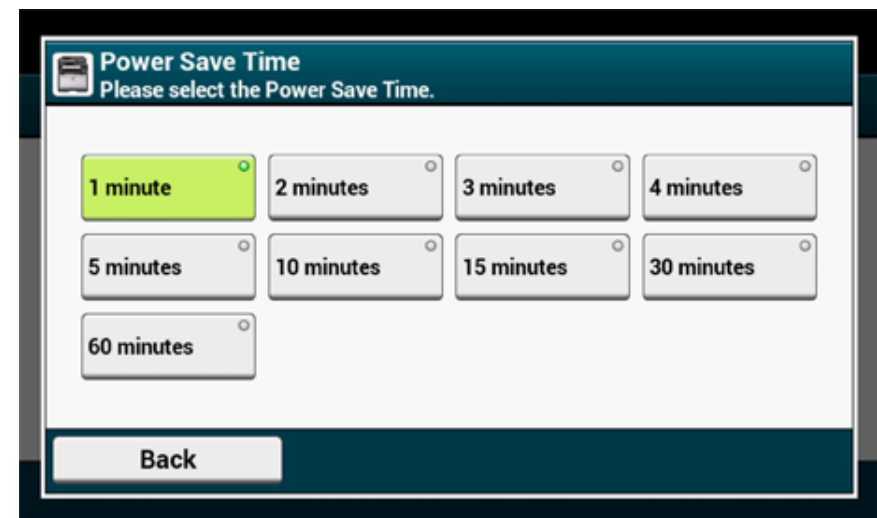 Power Save Time
Please select the Power Save Time.
1 minute
2 minutes
3 minutes
4 minutes
5 minutes
10 minutes
15 minutes
30 minutes
60 minutes
Back